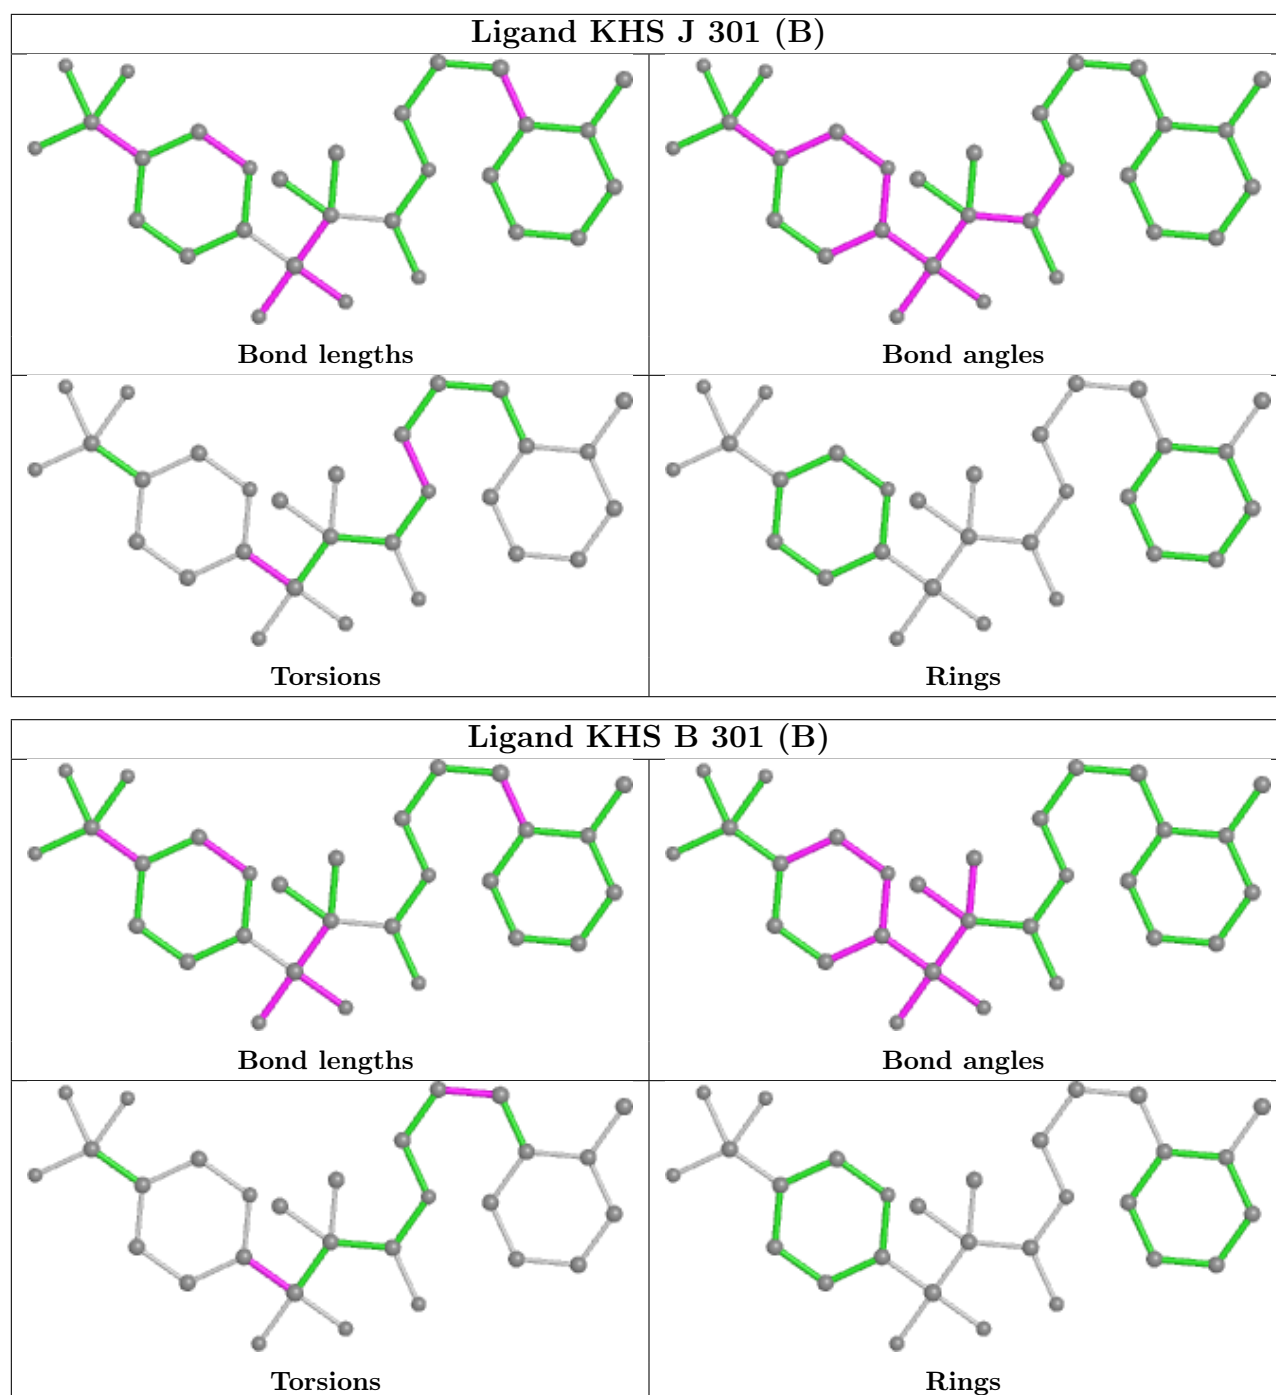 Ligand KHS J 301 (B)
Bond lengths
Bond angles
Torsions
Rings
Ligand KHS B 301 (B)
Bond lengths
Bond angles
Torsions
Rings